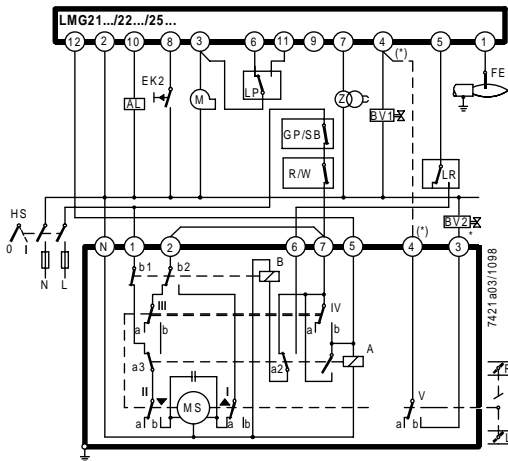 LMG21.../22.../25...
12 2 10 8 3 6 11 9 7 4 (*) 5 1
FE
EK2
AL M LP Z BV1
GP/SB
R/W LR
HS
0 I
BV2
*
(*)
N L
N 1 2 6 7 5 4 3
b1 b2 B
III IV
a b a b
A
a3 a2
II I V
MS
a b a b a b
R
L
7421a03/1098